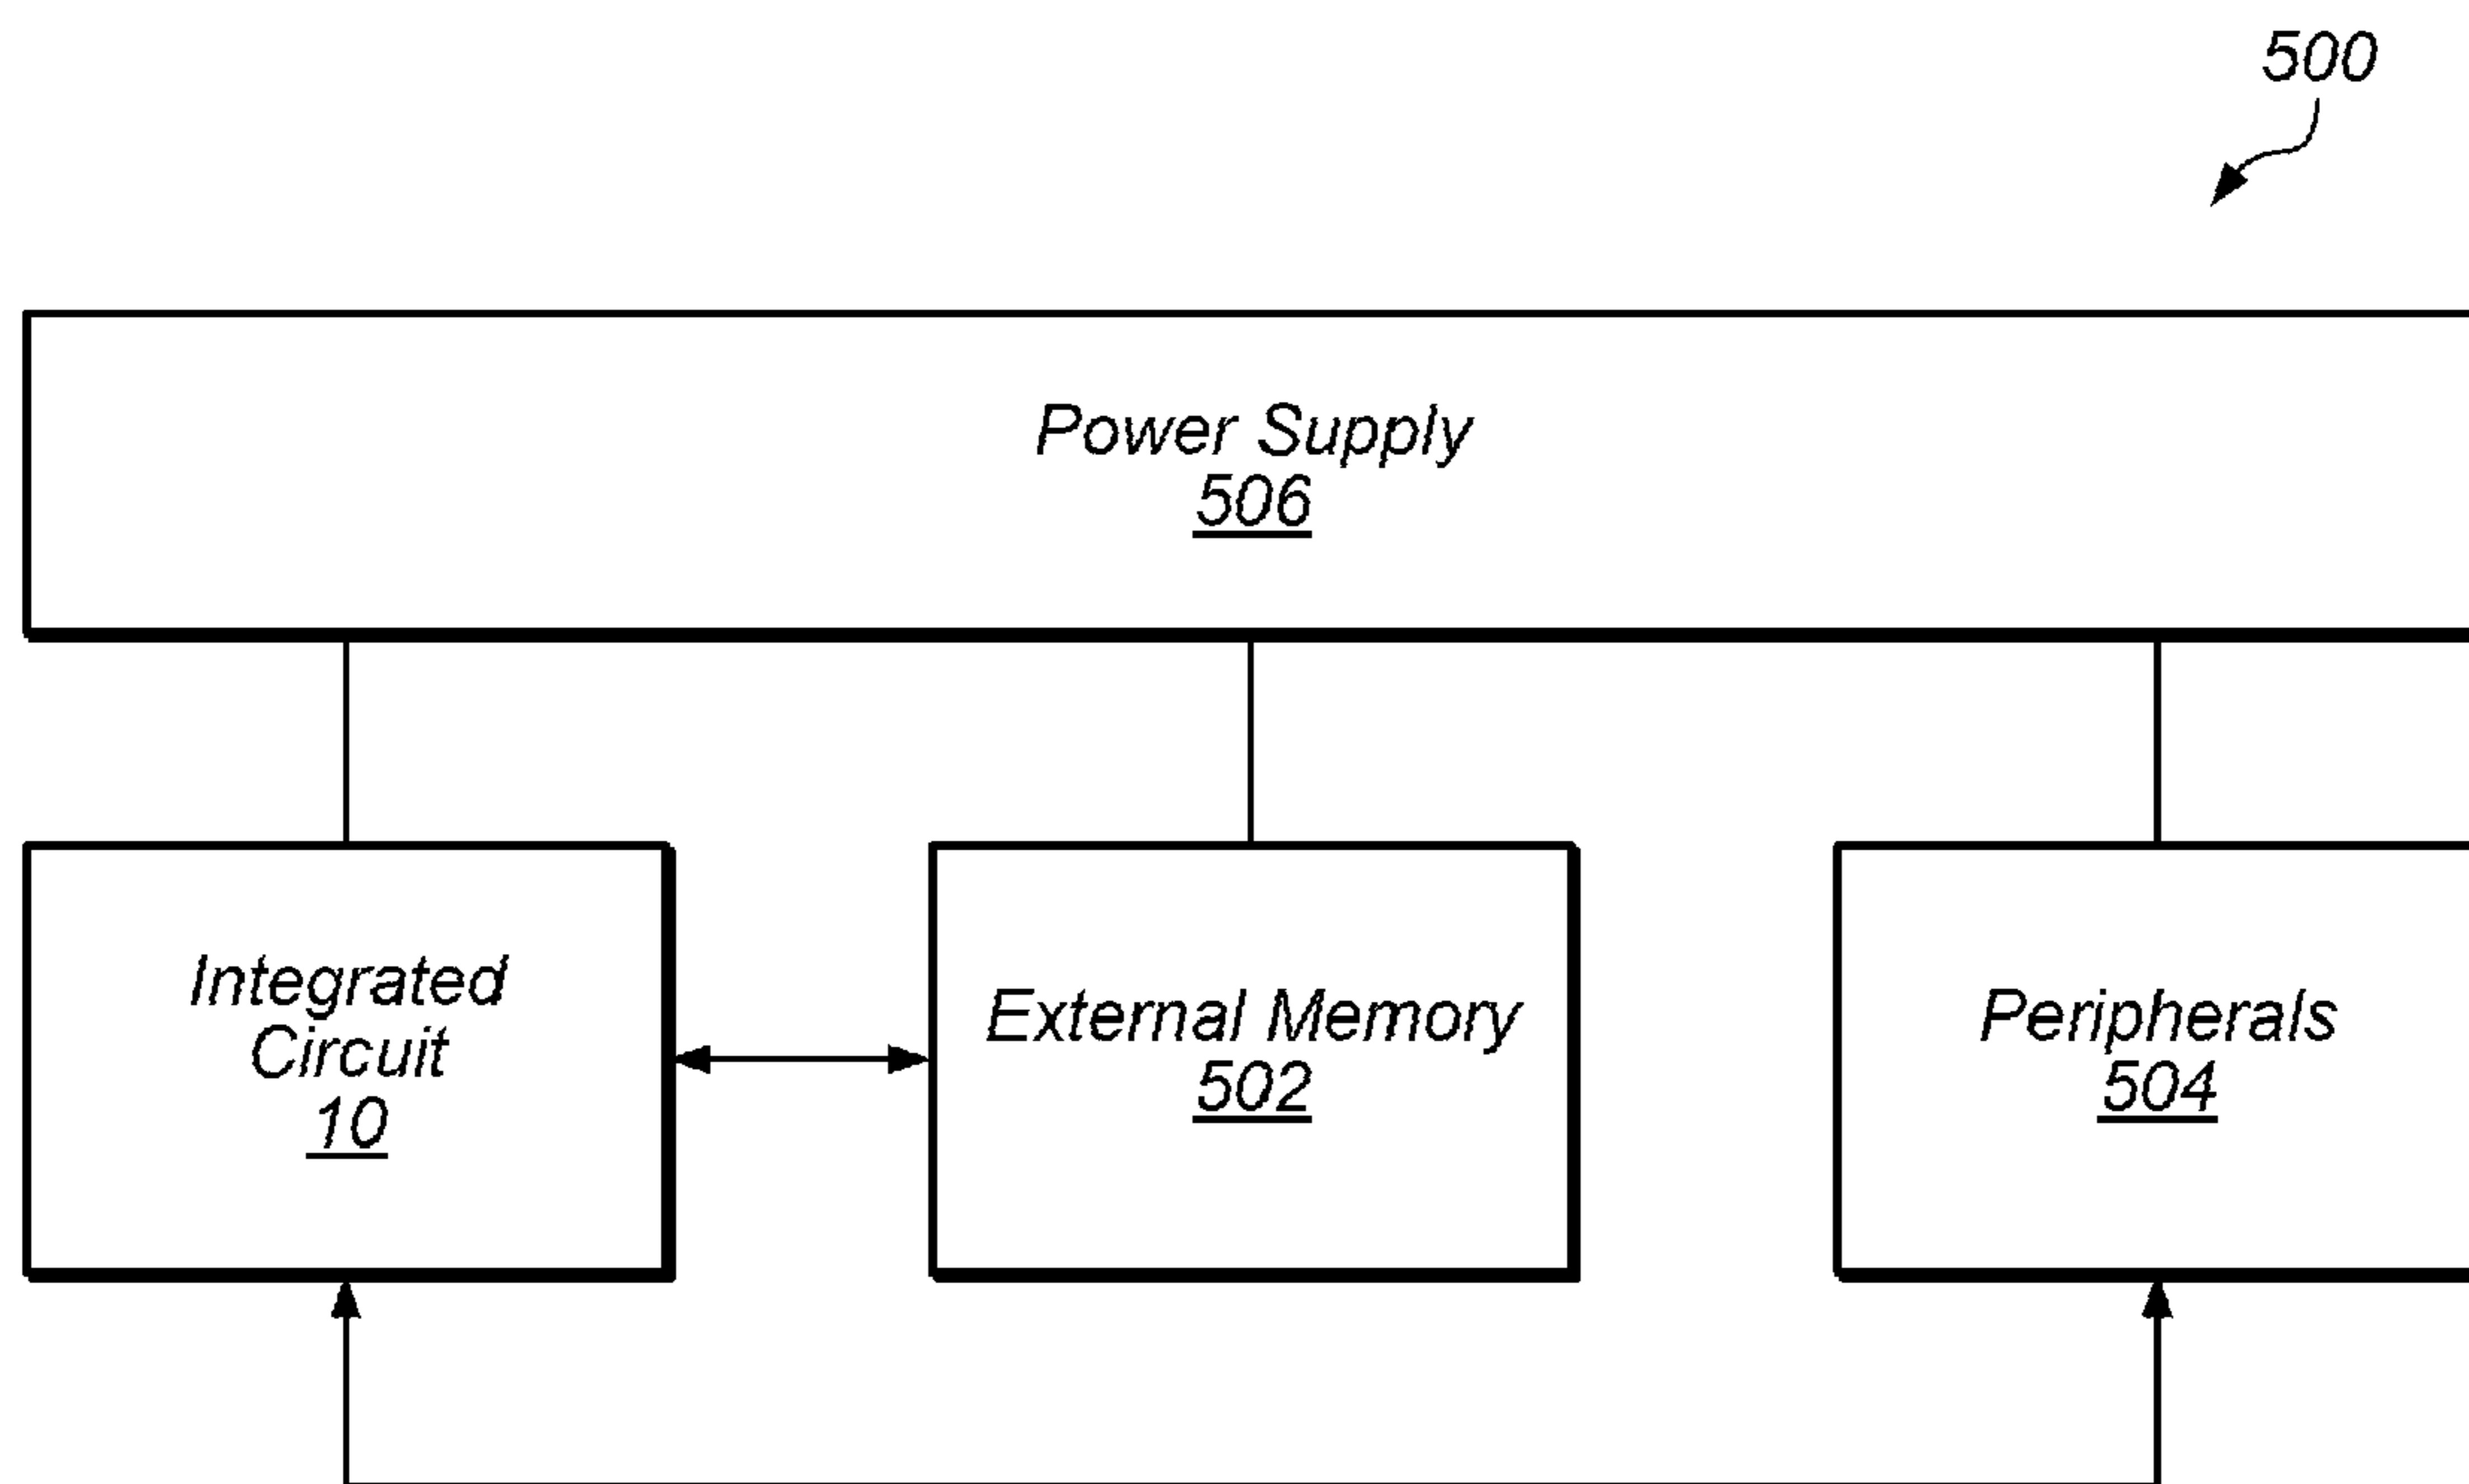 500
Power Supply
506
Integrated
Circuit
10
External Memory
502
Peripherals
504